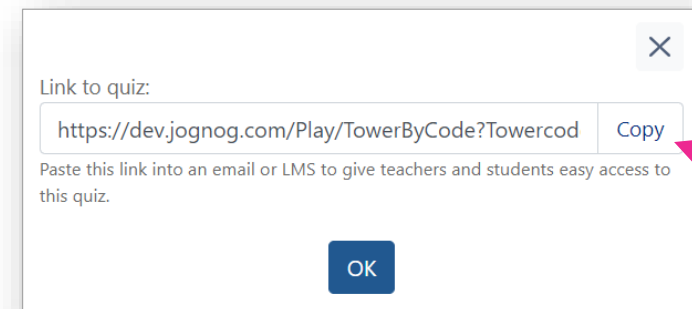 Link to quiz:
https://dev.jognog.com/Play/TowerByCode?Towercod Copy
Paste this link into an email or LMS to give teachers and students easy access to
this quiz.
OK